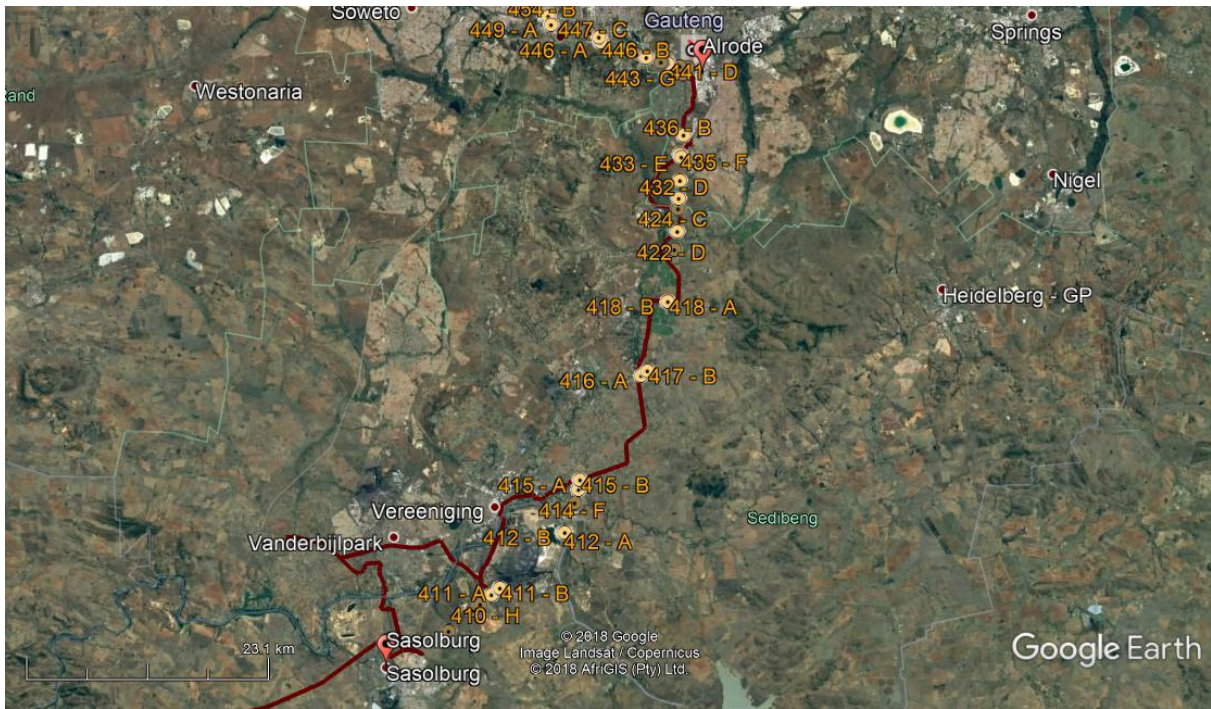 Soweto
454 - B
Gauteng
449 - A
447 - C
Alrode
Springs
446 - A
446 - B
443 - G
441 - D
Westonaria
Rand
436 - B
433 - E
435 - F
Nigel
432 - D
424 - C
422 - D
Heidelberg - GP
418 - B
418 - A
416 - A
417 - B
415 - A
415 - B
Vereeniging
414 - F
Sedibeng
412 - B
412 - A
Vanderbijlpark
411 - A
411 - B
410 - H
Sasolburg
23.1 km
© 2018 Google
Image Landsat / Copernicus
© 2018 AfriGIS (Pty) Ltd.
Google Earth
Sasolburg